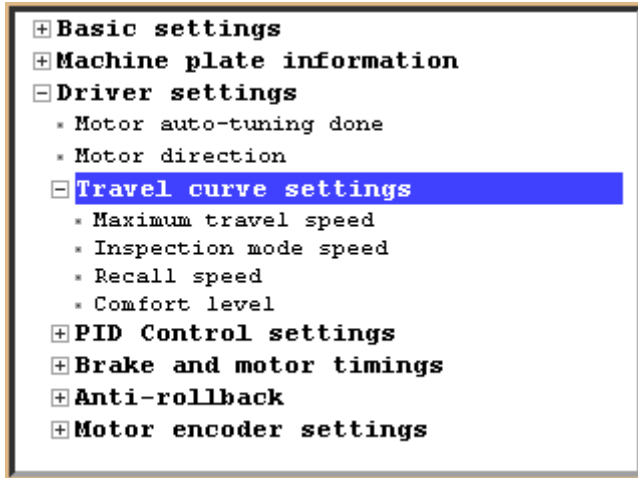 Basic settings
Machine plate information
Driver settings
Motor auto-tuning done
Motor direction
Travel curve settings
Maximum travel speed
Inspection mode speed
Recall speed
Comfort level
PID Control settings
Brake and motor timings
Anti-rollback
Motor encoder settings